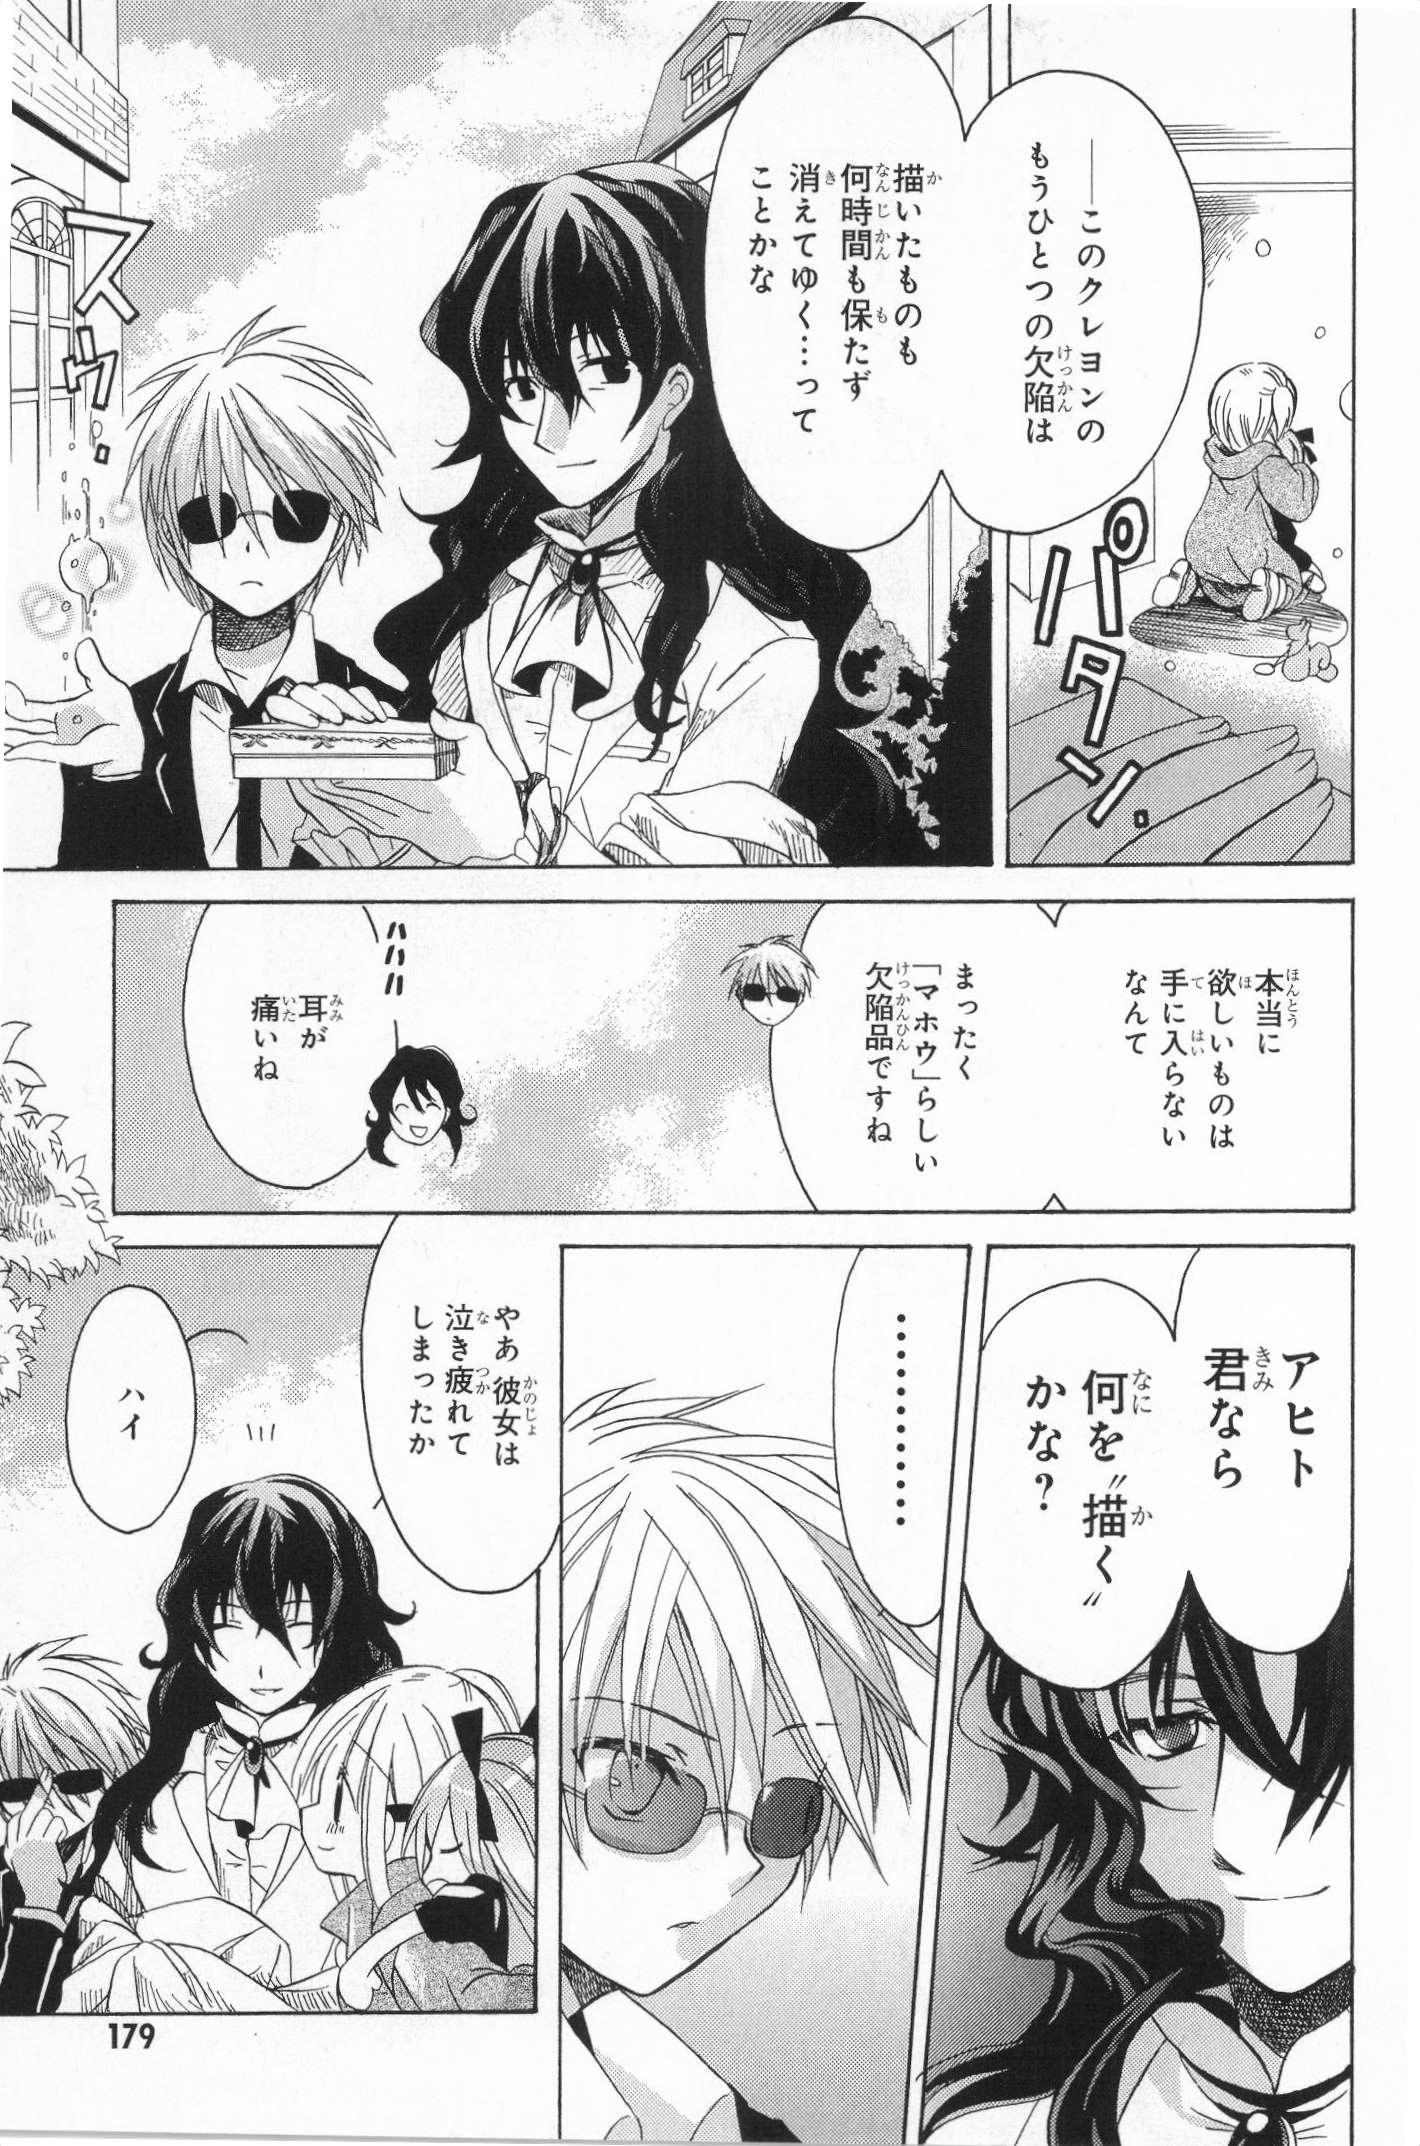 ――このクレヨンの
もうひとつの欠陥は
パタン。
描いたものも
何時間も保たず
消えてゆく…って
ことかな
スウ。
本当に
欲しいものは
手に入らない
なんて
まったく
「マホウ」らしい
欠陥品ですね
ハハハ
耳が
痛いね
アヒト
君なら
何を〝描く〟
かな?
…………
やあ 彼女は
泣き疲れて
しまったか
ハイ
179